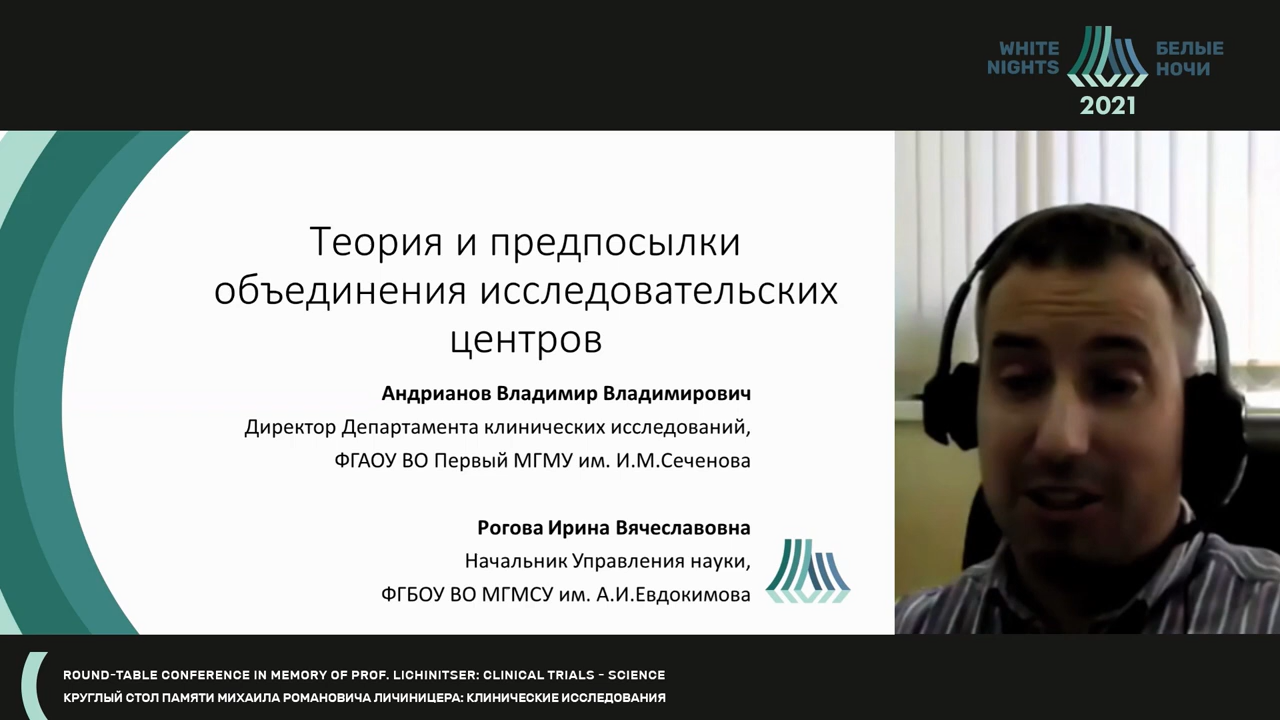 WHITE
NIGHTS
БЕЛЫЕ
НОЧИ
2021
Теория и предпосылки
объединения исследовательских
центров
Андрианов Владимир Владимирович
Директор Департамента клинических исследований,
ФГАОУ ВО Первый МГМУ им. И.М.Сеченова
Рогова Ирина Вячеславовна
Начальник Управления науки,
ФГБОУ ВО МГМСУ им. А.И.Евдокимова
ROUND-TABLE CONFERENCE IN MEMORY OF PROF. LICHINITSER: CLINICAL TRIALS - SCIENCE
КРУГЛЫЙ СТОЛ ПАМЯТИ МИХАИЛА РОМАНОВИЧА ЛИЧИНИЦЕРА: КЛИНИЧЕСКИЕ ИССЛЕДОВАНИЯ